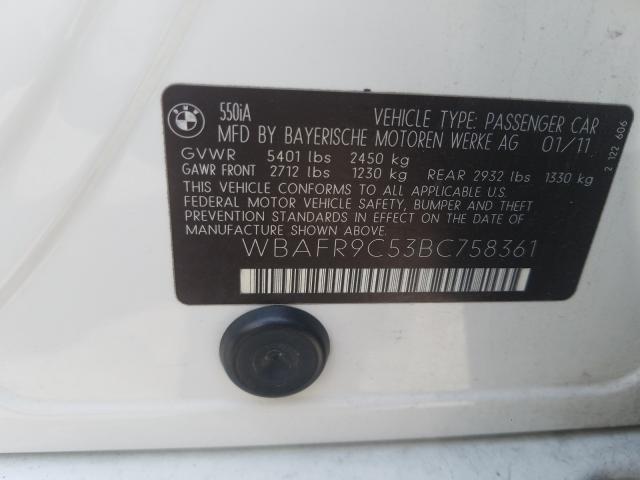 BMW
550iA
VEHICLE TYPE: PASSENGER CAR
MFD BY BAYERISCHE MOTOREN WERKE AG 01/11
GVWR 5401 lbs 2450 kg
GAWR FRONT 2712 lbs 1230 kg REAR 2932 lbs 1330 kg
THIS VEHICLE CONFORMS TO ALL APPLICABLE U.S.
FEDERAL MOTOR VEHICLE SAFETY, BUMPER AND THEFT
PREVENTION STANDARDS IN EFFECT ON THE DATE OF
MANUFACTURE SHOWN ABOVE.
WBAFR9C53BC758361
2 122 606